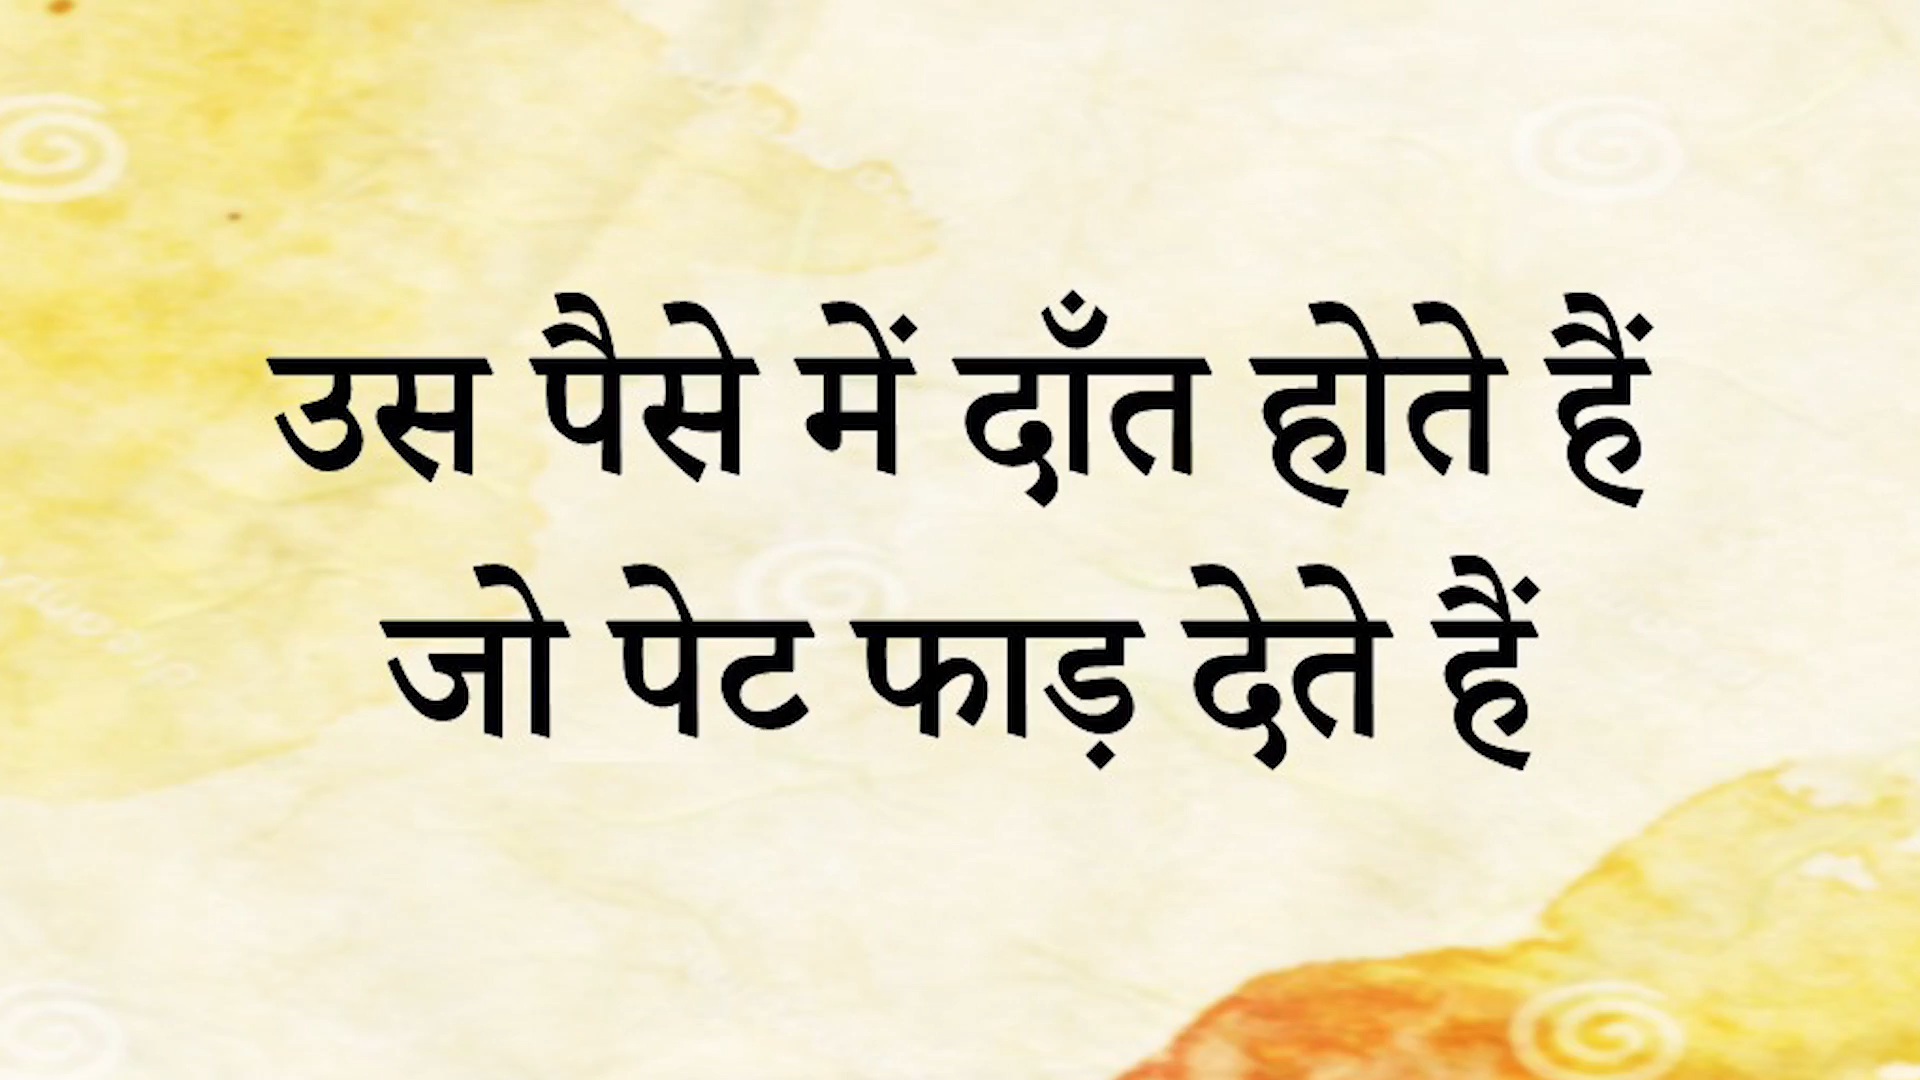 उस पैसे में दाँत होते हैं
जो पेट फाड़ देते हैं